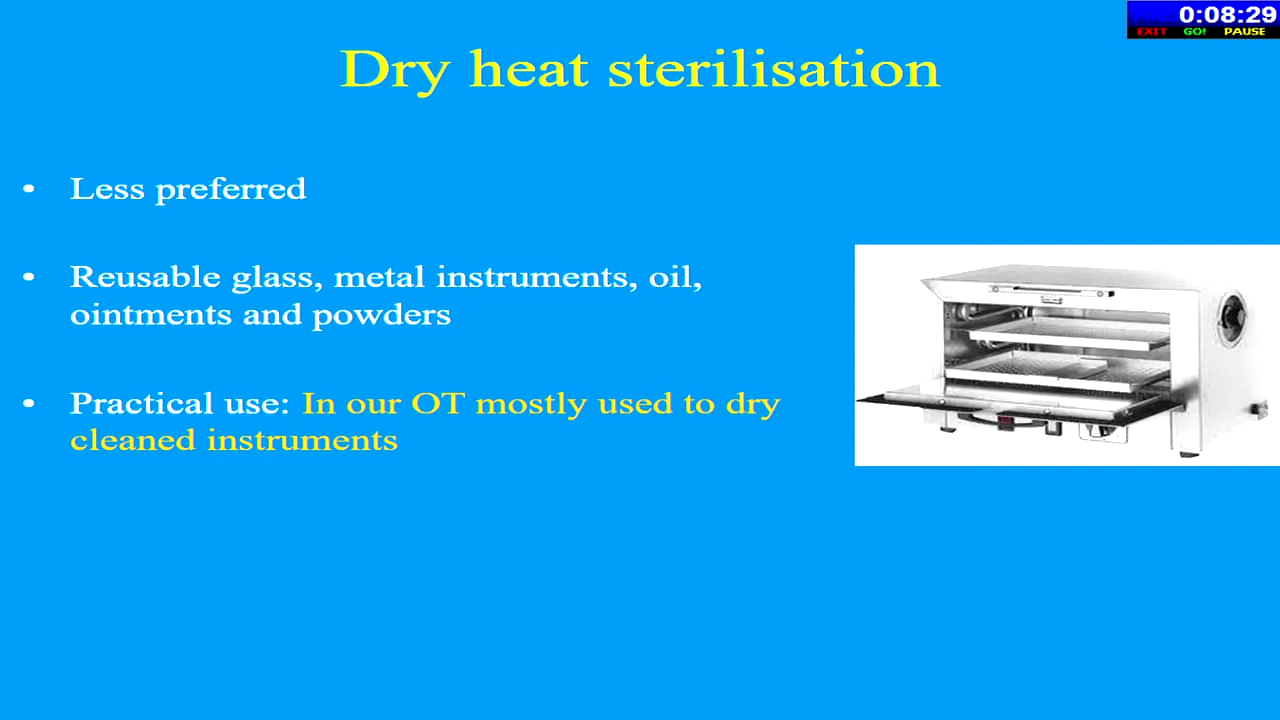 0:08:29
EXIT GO! PAUSE
Dry heat sterilisation
• Less preferred
• Reusable glass, metal instruments, oil,
ointments and powders
• Practical use: In our OT mostly used to dry
cleaned instruments